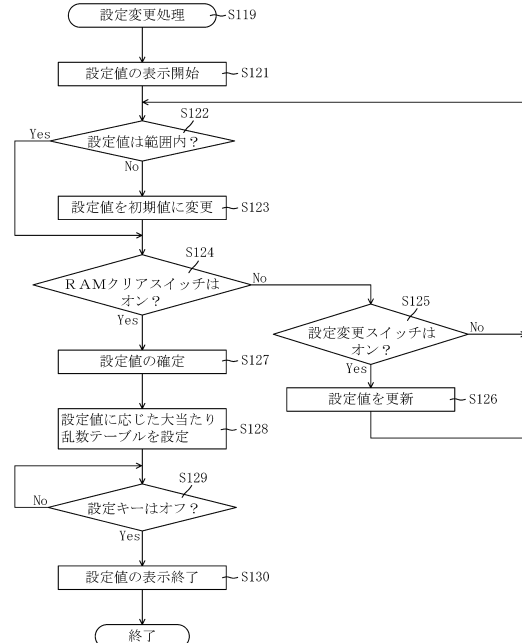 設定変更処理 S119
設定値の表示開始 S121
S122
Yes
設定値は範囲内？
No
設定値を初期値に変更 S123
S124
RAMクリアスイッチは
オン？
No
Yes
S125
設定変更スイッチは
オン？
No
Yes
設定値の確定 S127
設定値を更新 S126
設定値に応じた大当たり
乱数テーブルを設定 S128
S129
設定キーはオフ？
No
Yes
設定値の表示終了 S130
終了